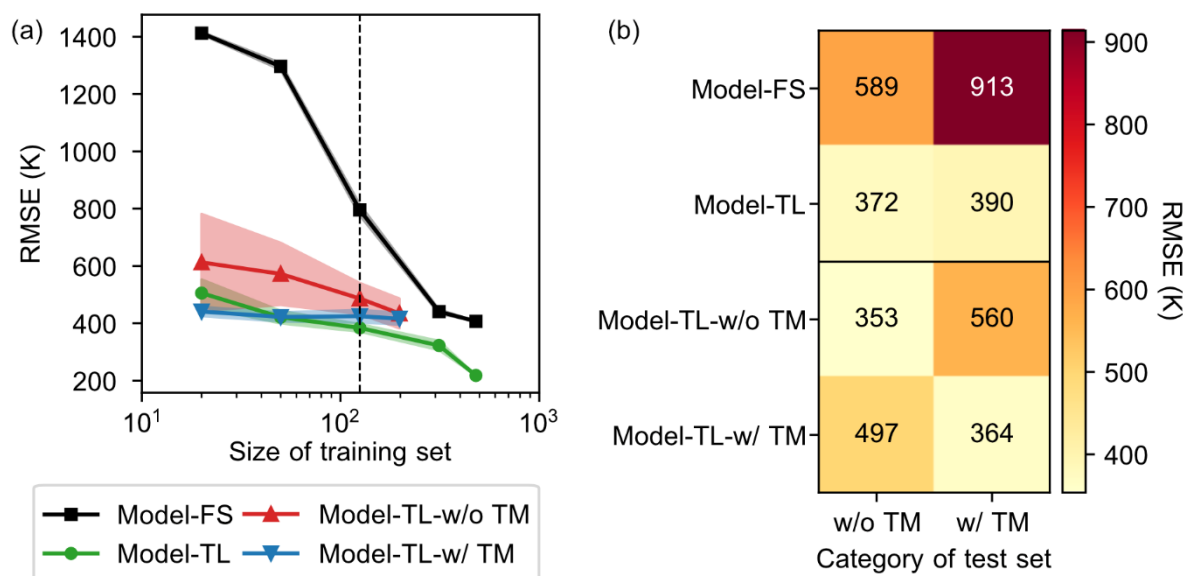 (a)
1400
1200
1000
800
600
400
200
RMSE (K)
10¹
10²
10³
Size of training set
Model-FS
Model-TL-w/o TM
Model-TL
Model-TL-w/ TM
(b)
Model-FS
589
913
Model-TL
372
390
Model-TL-w/o TM
353
560
Model-TL-w/ TM
497
364
w/o TM
w/ TM
Category of test set
900
800
700
600
500
400
RMSE (K)